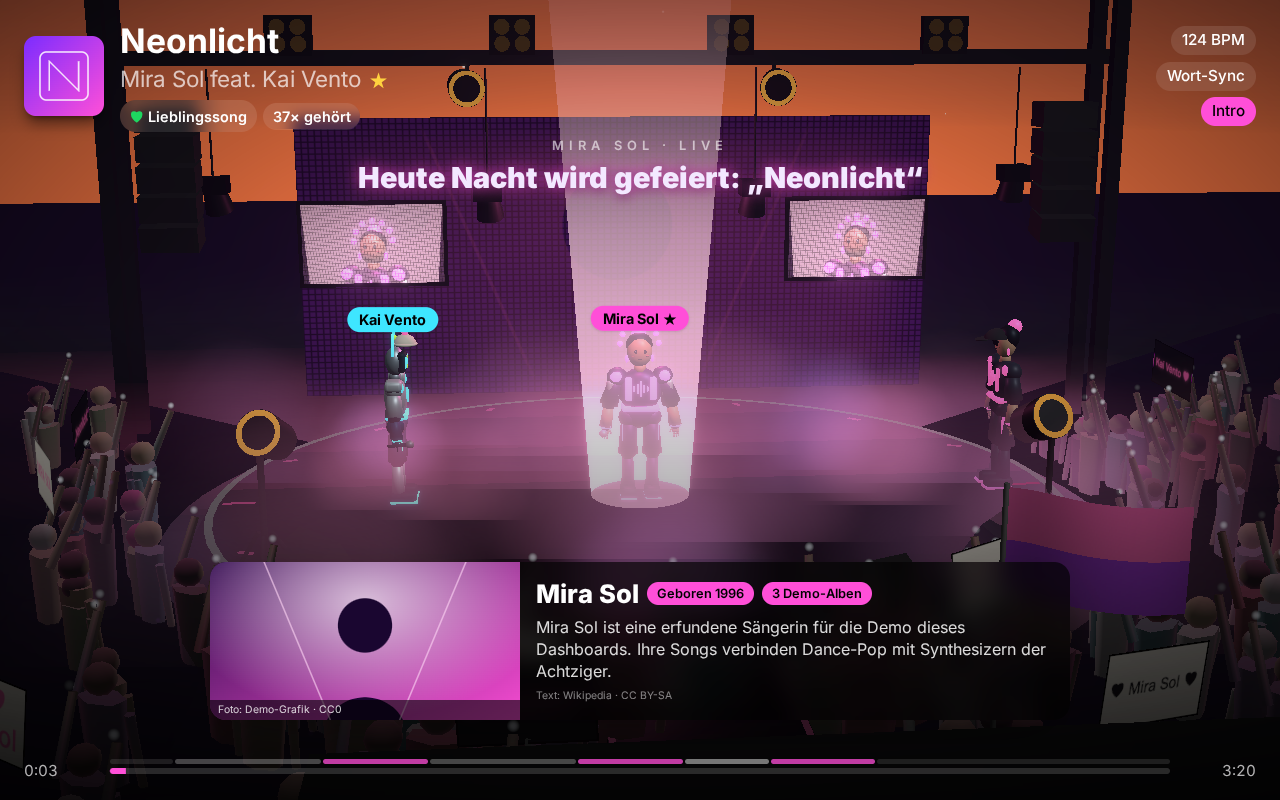 Neonlicht
Mira Sol feat. Kai Vento ★
Lieblingssong
37× gehört
124 BPM
Wort-Sync
Intro
MIRA SOL · LIVE
Heute Nacht wird gefeiert: „Neonlicht“
Kai Vento
Mira Sol ★
Kai Vento
Mira Sol
Geboren 1996
3 Demo-Alben
Mira Sol ist eine erfundene Sängerin für die Demo dieses
Dashboards. Ihre Songs verbinden Dance-Pop mit Synthesizern der
Achtziger.
Text: Wikipedia · CC BY-SA
Foto: Demo-Grafik · CC0
♥ Mira Sol ♥
0:03
3:20